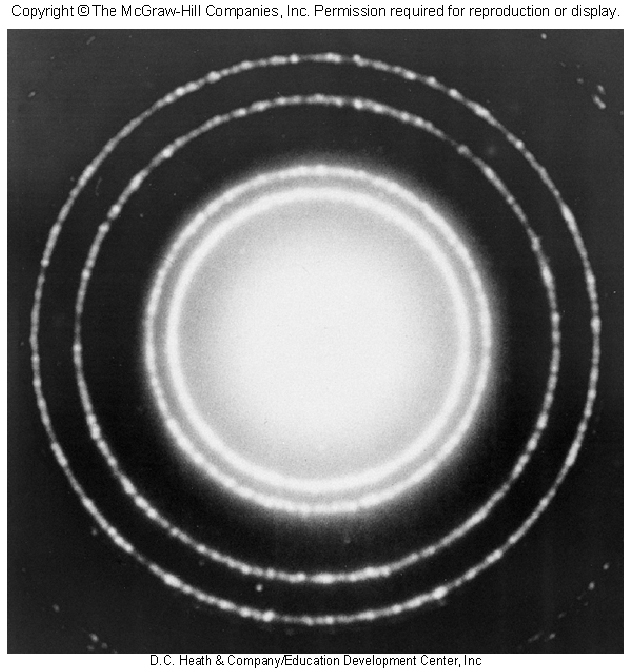 Copyright © The McGraw-Hill Companies, Inc. Permission required for reproduction or display.
D.C. Heath & Company/Education Development Center, Inc